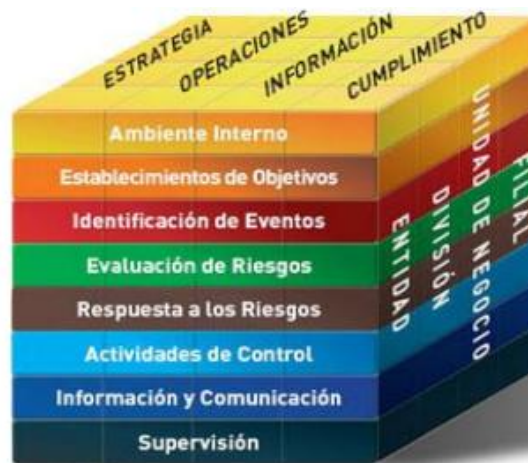 ESTRATEGIA
OPERACIONES
INFORMACIÓN
CUMPLIMIENTO
Ambiente Interno
Establecimientos de Objetivos
Identificación de Eventos
Evaluación de Riesgos
Respuesta a los Riesgos
Actividades de Control
Información y Comunicación
Supervisión
ENTIDAD
DIVISIÓN
UNIDAD DE NEGOCIO
FILIAL